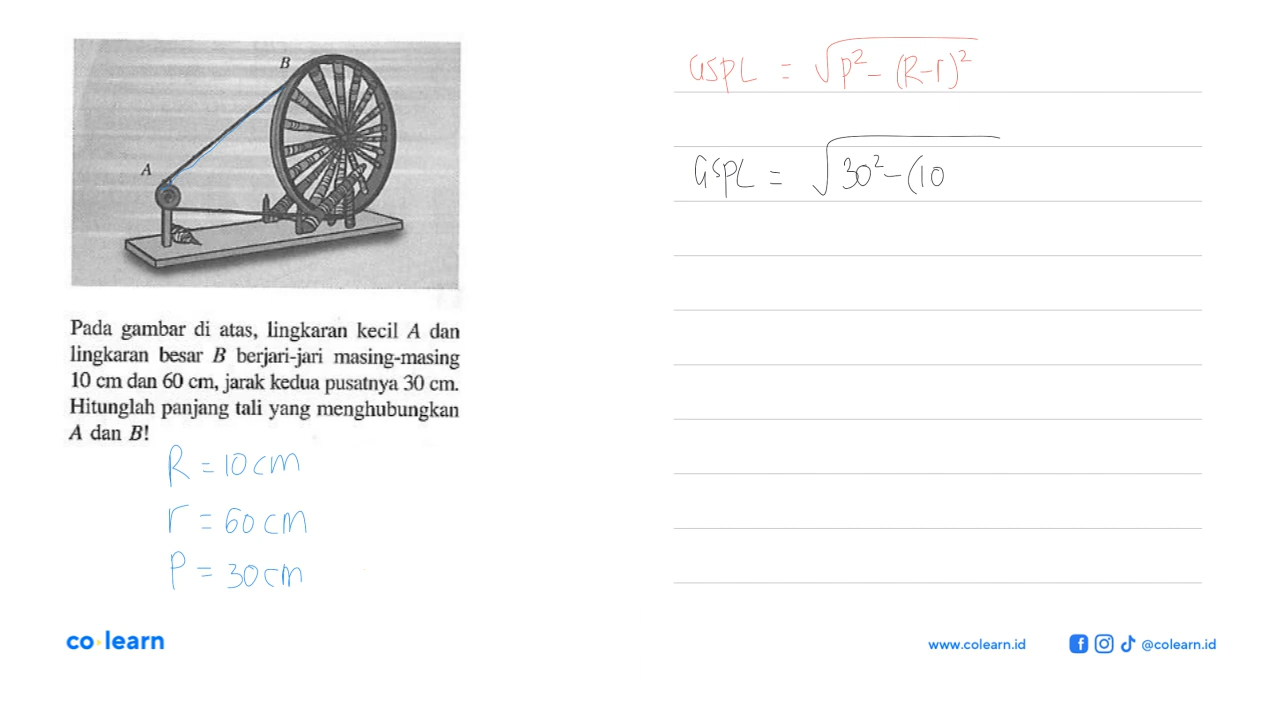 B
A
Pada gambar di atas, lingkaran kecil A dan
lingkaran besar B berjari-jari masing-masing
10 cm dan 60 cm, jarak kedua pusatnya 30 cm.
Hitunglah panjang tali yang menghubungkan
A dan B!
R = 10 cm
r = 60 cm
P = 30 cm
GSPL = √P² - (R-r)²
GSPL = √30² - (10
co·learn
www.colearn.id
@colearn.id